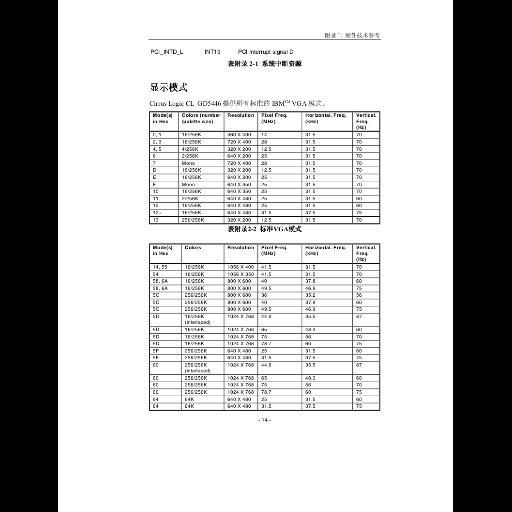 附录二 硬件技术参考
PCI_INTD_L INT19 PCI interrupt signal D
表附录 2-1 系统中断资源
显示模式
Cirrus Logic CL_GD5446 提供所有标准的 IBM™ VGA 模式。
Mode(s) in Hex Colors (number (palette size) Resolution Pixel Freq. (MHz) Horizontal. Freq. (kHz) Vertical. Freq. (Hz)
0, 1 16/256K 360 X 400 14 31.5 70
2, 3 16/256K 720 X 400 28 31.5 70
4, 5 4/256K 320 X 200 12.5 31.5 70
6 2/256K 640 X 200 25 31.5 70
7 Mono 720 X 400 28 31.5 70
D 16/256K 320 X 200 12.5 31.5 70
E 16/256K 640 X 200 25 31.5 70
F Mono 640 X 350 25 31.5 70
10 16/256K 640 X 350 25 31.5 70
11 2/256K 640 X 480 25 31.5 60
12 16/256K 640 X 480 25 31.5 60
12+ 16/256K 640 X 480 31.5 37.5 75
13 256/256K 320 X 200 12.5 31.5 70
表附录2-2 标准VGA模式
Mode(s) in Hex Colors Resolution Pixel Freq. (MHz) Horizontal. Freq. (kHz) Vertical. Freq. (Hz)
14, 55 16/256K 1056 X 400 41.5 31.5 70
54 16/256K 1056 X 350 41.5 31.5 70
58, 6A 16/256K 800 X 600 40 37.8 60
58, 6A 16/256K 800 X 600 49.5 46.9 75
5C 256/256K 800 X 600 36 35.2 56
5C 256/256K 800 X 600 40 37.9 60
5C 256/256K 800 X 600 49.5 46.9 75
5D 16/256K (interlaced) 1024 X 768 44.9 35.5 87
5D 16/256K 1024 X 768 65 48.3 60
5D 16/256K 1024 X 768 75 56 70
5D 16/256K 1024 X 768 78.7 60 75
5F 256/256K 640 X 480 25 31.5 60
5F 256/256K 640 X 480 31.5 37.5 75
60 256/256K (interlaced) 1024 X 768 44.9 35.5 87
60 256/256K 1024 X 768 65 48.3 60
60 256/256K 1024 X 768 75 56 70
60 256/256K 1024 X 768 78.7 60 75
64 64K 640 X 480 25 31.5 60
64 64K 640 X 480 31.5 37.5 75
- 74 -